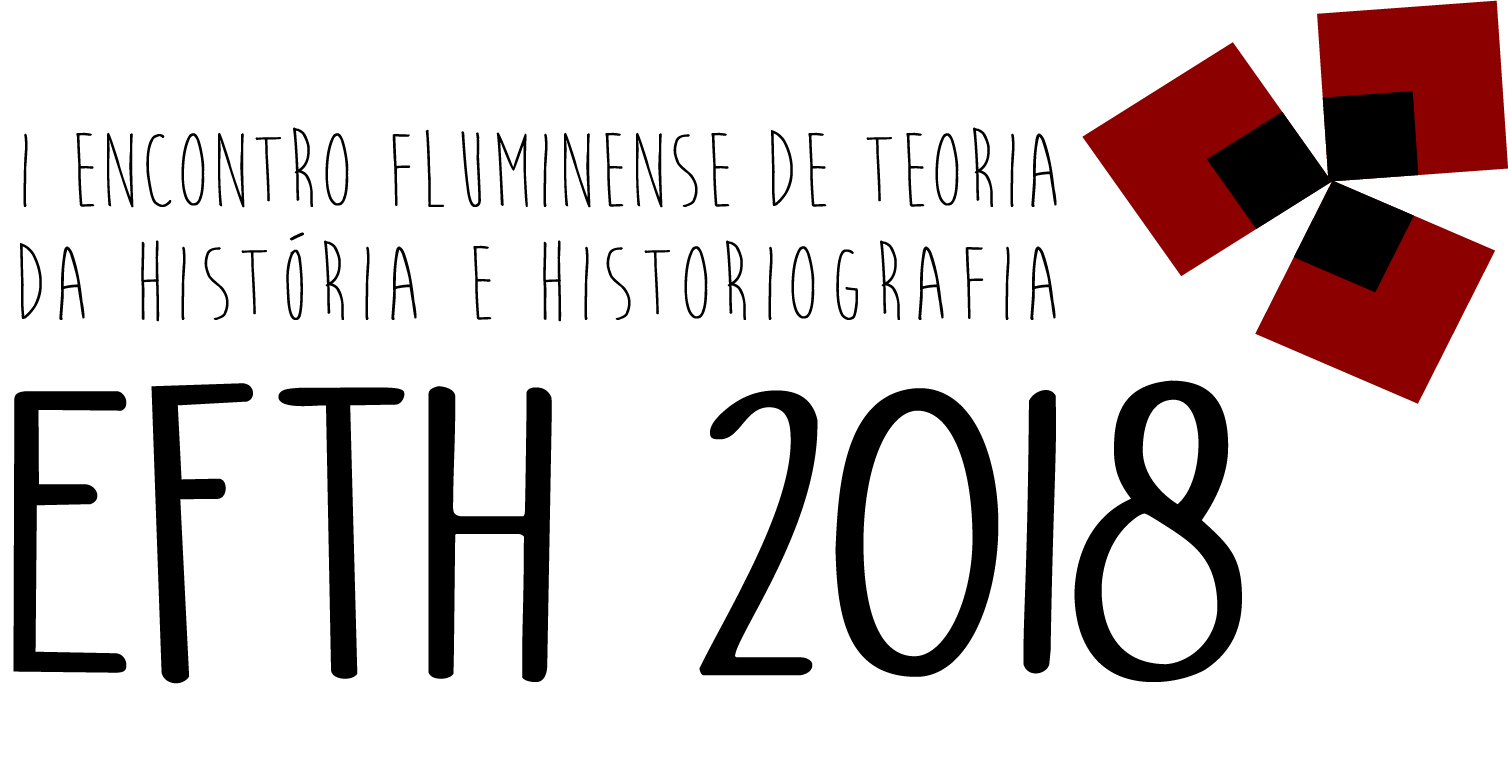 I ENCONTRO FLUMINENSE DE TEORIA
DA HISTÓRIA E HISTORIOGRAFIA
EFTH 2018